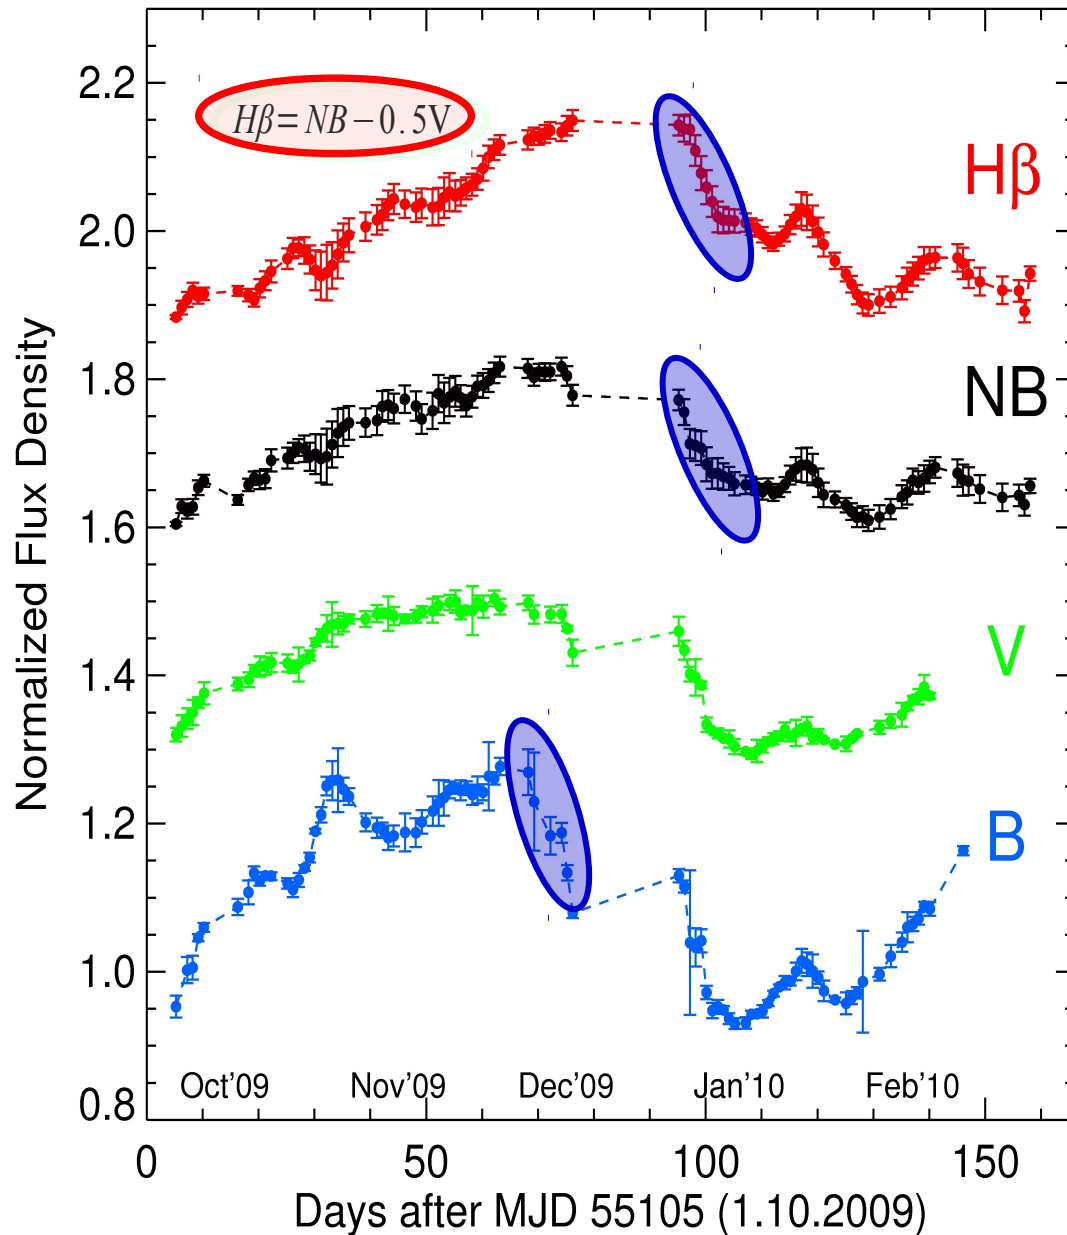 2.2
2.0
1.8
1.6
1.4
1.2
1.0
0.8
Normalized Flux Density
Hβ=NB−0.5V
Hβ
NB
V
B
Oct'09 Nov'09 Dec'09 Jan'10 Feb'10
0 50 100 150
Days after MJD 55105 (1.10.2009)